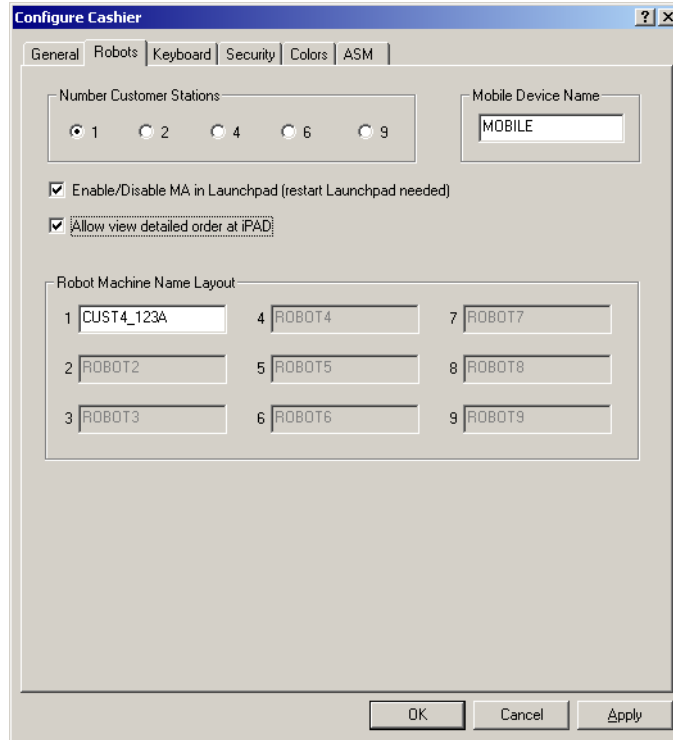 Configure Cashier
General Robots Keyboard Security Colors ASM
Number Customer Stations
1 2 4 6 9
Mobile Device Name
MOBILE
Enable/Disable MA in Launchpad (restart Launchpad needed)
Allow view detailed order at iPAD
Robot Machine Name Layout
1 CUST4_123A 4 ROBOT4 7 ROBOT7
2 ROBOT2 5 ROBOT5 8 ROBOT8
3 ROBOT3 6 ROBOT6 9 ROBOT9
OK Cancel Apply